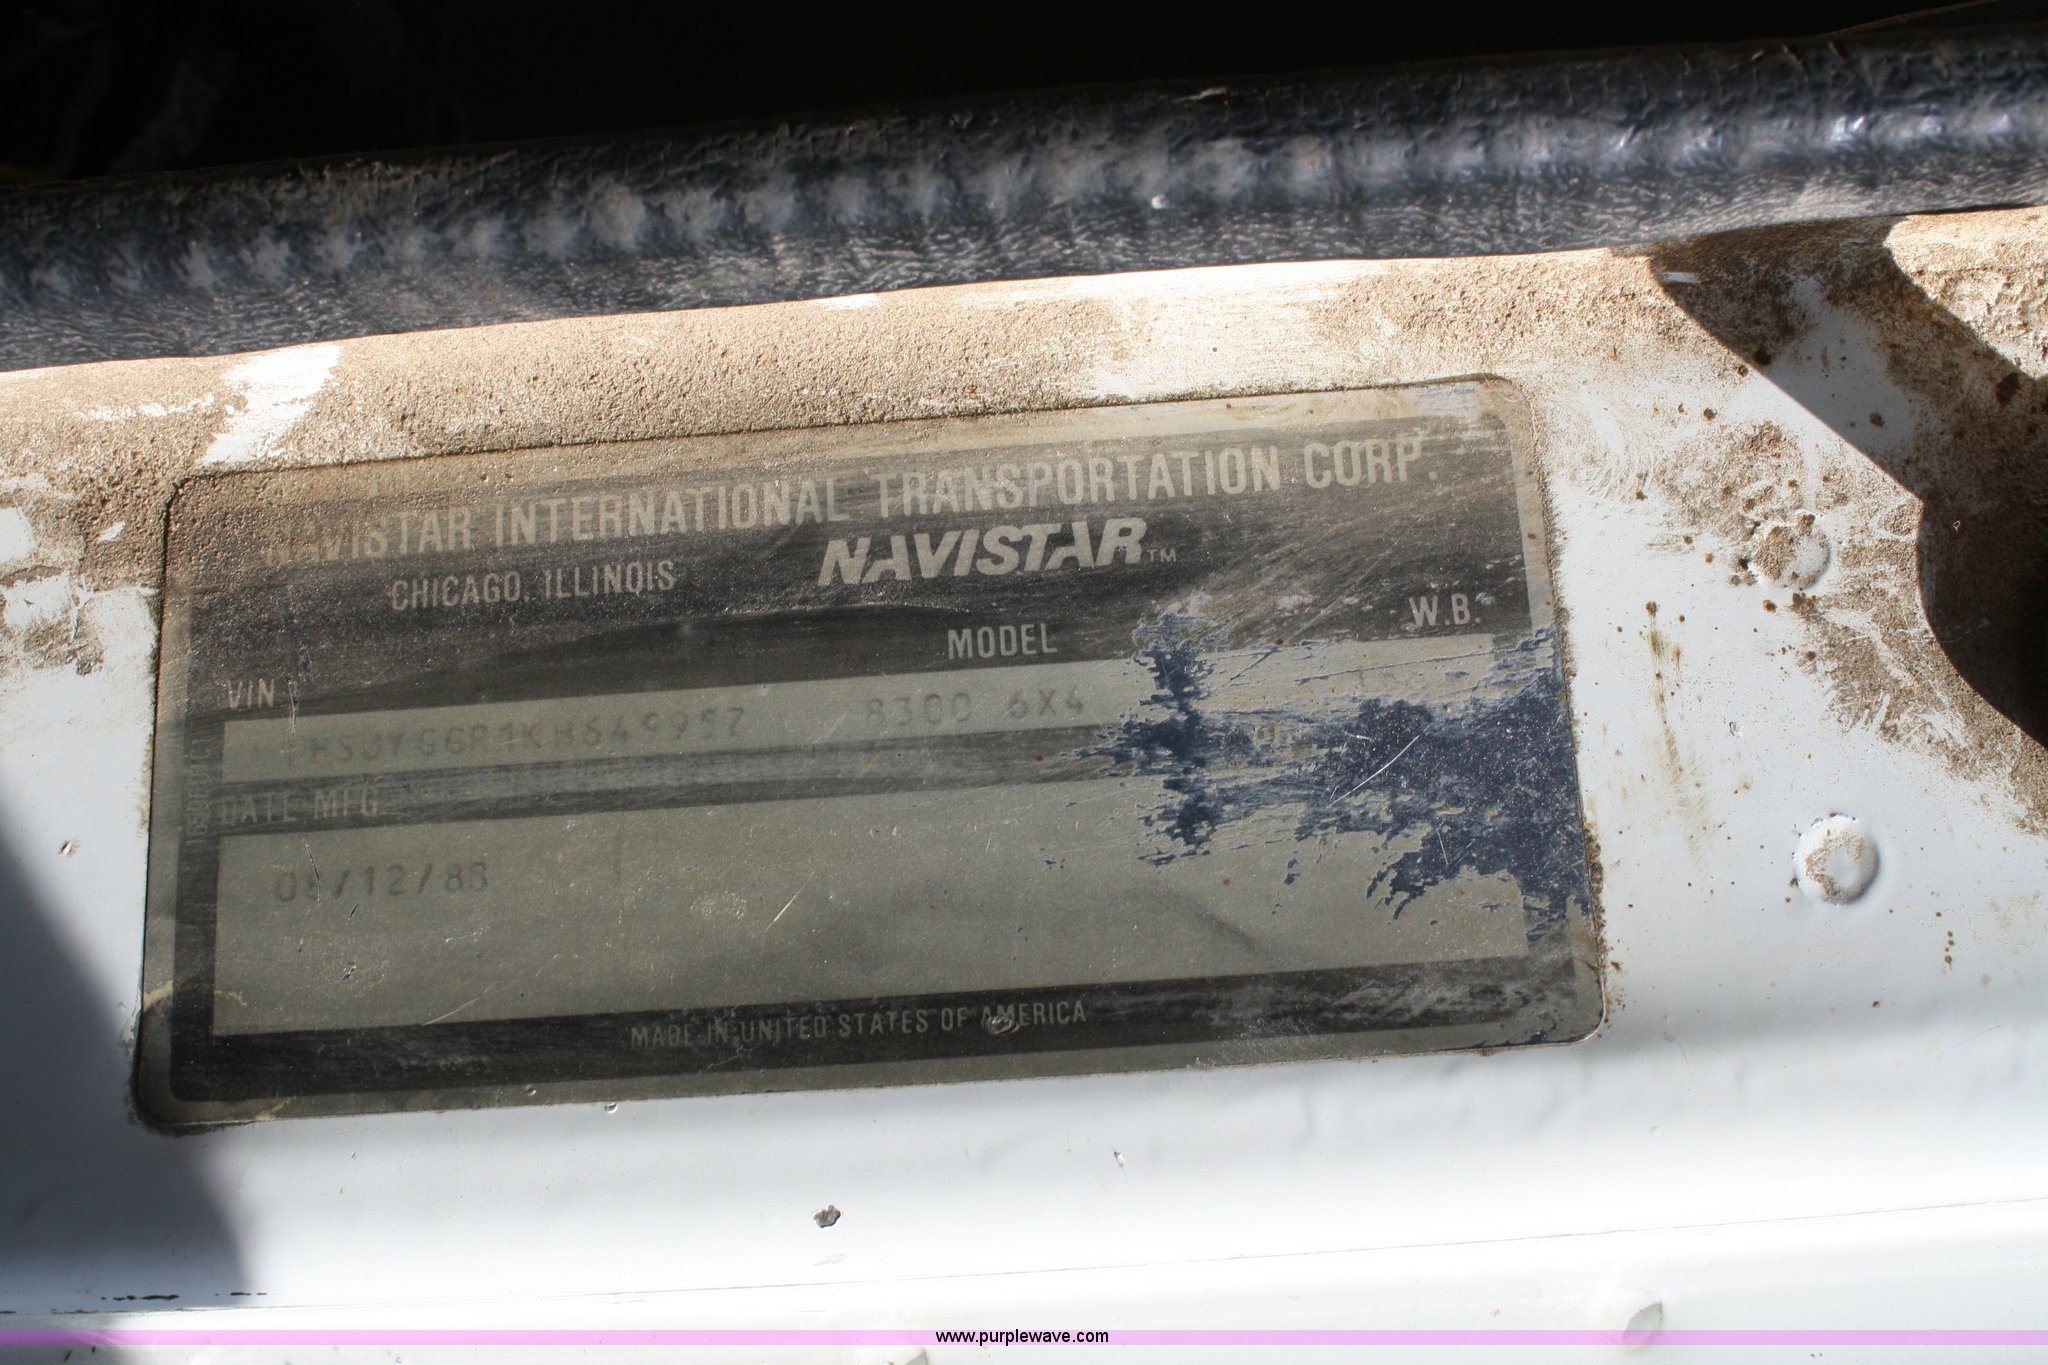 NAVISTAR INTERNATIONAL TRANSPORTATION CORP.
CHICAGO, ILLINOIS NAVISTAR™
VIN MODEL W.B.
8300 6X4
DATE MFG
MADE IN UNITED STATES OF AMERICA
www.purplewave.com